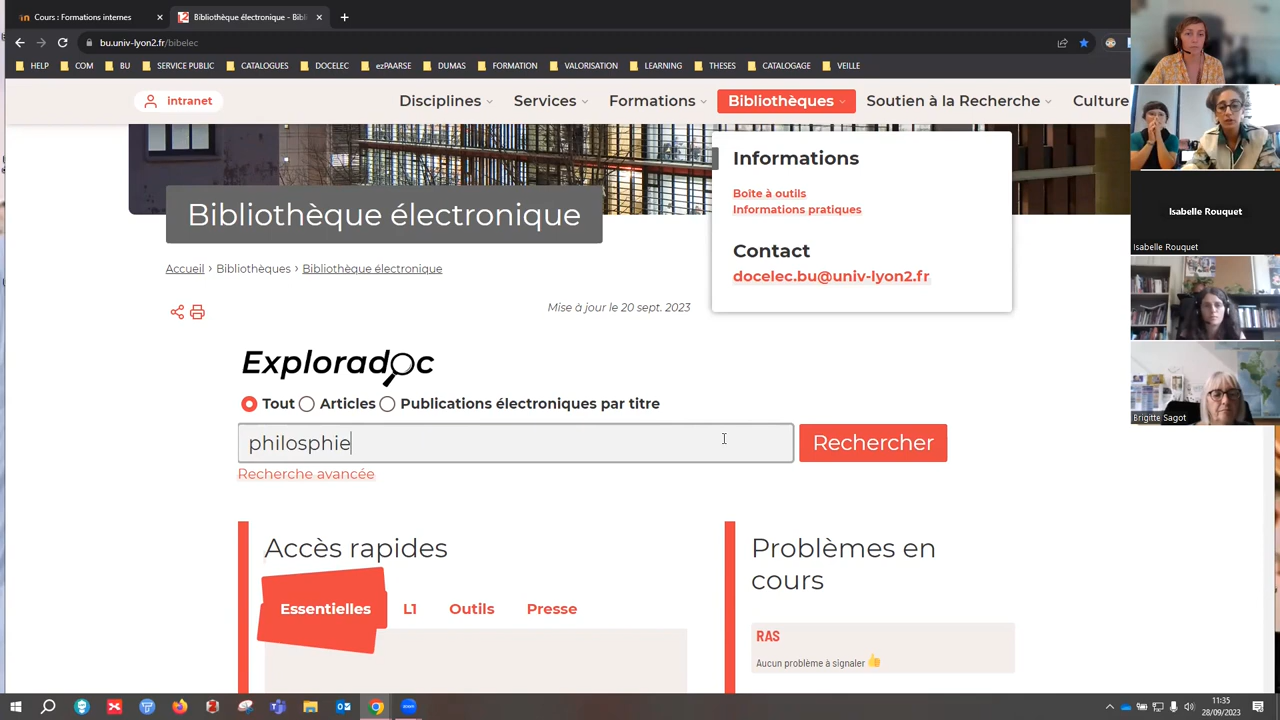 Cours : Formations internes
Bibliothèque électronique - Bibl
bu.univ-lyon2.fr/bibelec
HELP COM BU SERVICE PUBLIC CATALOGUES DOCELEC ezPAARSE DUMAS FORMATION VALORISATION LEARNING THESES CATALOGAGE VEILLE
intranet
Disciplines Services Formations Bibliothèques Soutien à la Recherche Culture
Informations
Boîte à outils
Informations pratiques
Contact
docelec.bu@univ-lyon2.fr
Bibliothèque électronique
Accueil > Bibliothèques > Bibliothèque électronique
Mise à jour le 20 sept. 2023
Exploradoc
Tout Articles Publications électroniques par titre
philosphie
Rechercher
Recherche avancée
Accès rapides
Essentielles L1 Outils Presse
Problèmes en
cours
RAS
Aucun problème à signaler 👍
Isabelle Rouquet
Isabelle Rouquet
Brigitte Sagot
11:35
28/09/2023